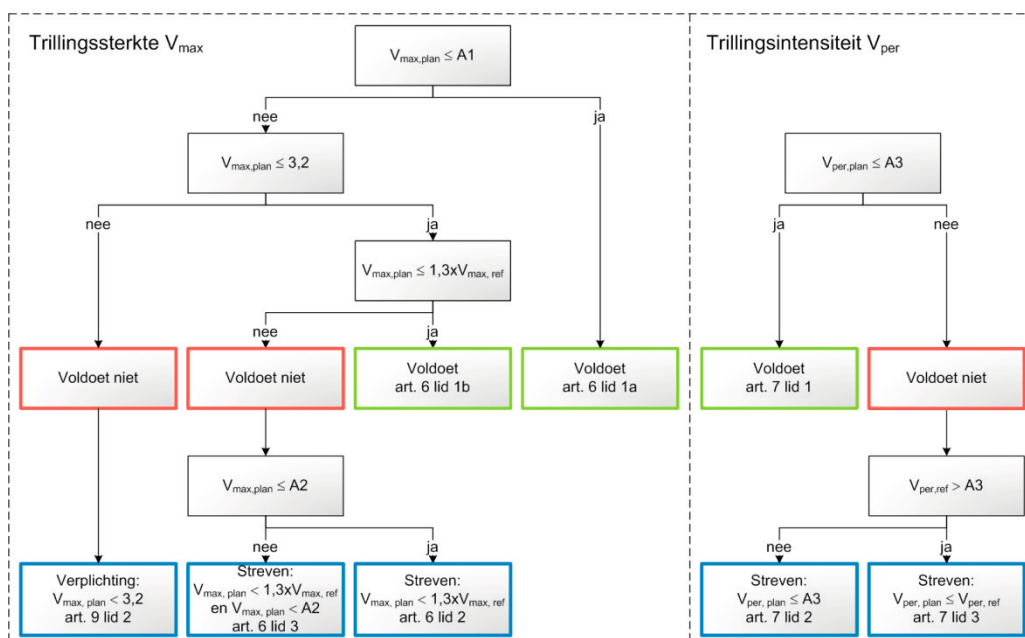 Trillingssterkte Vmax
Vmax,plan ≤ A1
nee
ja
Vmax,plan ≤ 3,2
nee
ja
Vmax,plan ≤ 1,3xVmax, ref
nee
ja
Voldoet niet
Voldoet niet
Voldoet
art. 6 lid 1b
Voldoet
art. 6 lid 1a
Vmax,plan ≤ A2
nee
ja
Verplichting:
Vmax, plan < 3,2
art. 9 lid 2
Streven:
Vmax, plan < 1,3xVmax, ref
en Vmax, plan < A2
art. 6 lid 3
Streven:
Vmax, plan < 1,3xVmax, ref
art. 6 lid 2
Trillingsintensiteit Vper
Vper,plan ≤ A3
ja
nee
Voldoet
art. 7 lid 1
Voldoet niet
Vper,ref > A3
nee
ja
Streven:
Vper, plan ≤ A3
art. 7 lid 2
Streven:
Vper, plan ≤ Vper, ref
art. 7 lid 3